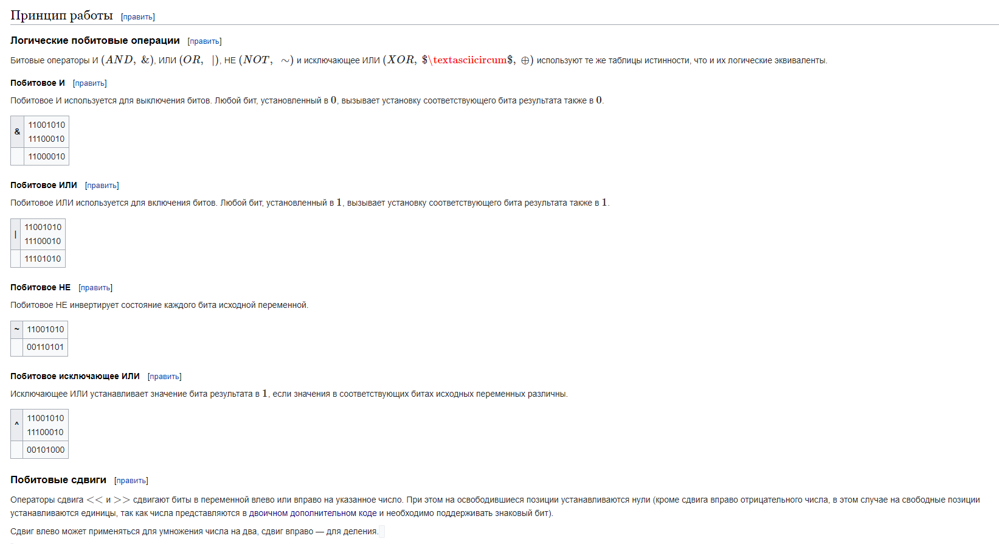 Принцип работы [править]
Логические побитовые операции [править]
Битовые операторы И (AND, &), ИЛИ (OR, |), НЕ (NOT, ~) и исключающее ИЛИ (XOR, $\textasciicircum$, ⊕) используют те же таблицы истинности, что и их логические эквиваленты.
Побитовое И [править]
Побитовое И используется для выключения битов. Любой бит, установленный в 0, вызывает установку соответствующего бита результата также в 0.
11001010
&
11100010
11000010
Побитовое ИЛИ [править]
Побитовое ИЛИ используется для включения битов. Любой бит, установленный в 1, вызывает установку соответствующего бита результата также в 1.
11001010
|
11100010
11101010
Побитовое НЕ [править]
Побитовое НЕ инвертирует состояние каждого бита исходной переменной.
~ 11001010
00110101
Побитовое исключающее ИЛИ [править]
Исключающее ИЛИ устанавливает значение бита результата в 1, если значения в соответствующих битах исходных переменных различны.
11001010
^
11100010
00101000
Побитовые сдвиги [править]
Операторы сдвига << и >> сдвигают биты в переменной влево или вправо на указанное число. При этом на освободившиеся позиции устанавливаются нули (кроме сдвига вправо отрицательного числа, в этом случае на свободные позиции
устанавливаются единицы, так как числа представляются в двоичном дополнительном коде и необходимо поддерживать знаковый бит).
Сдвиг влево может применяться для умножения числа на два, сдвиг вправо — для деления.